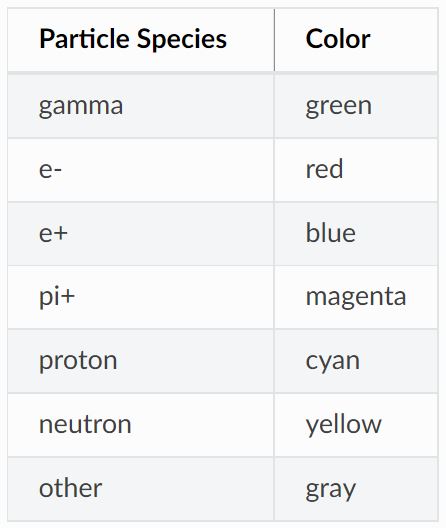 Particle Species Color
gamma green
e- red
e+ blue
pi+ magenta
proton cyan
neutron yellow
other gray